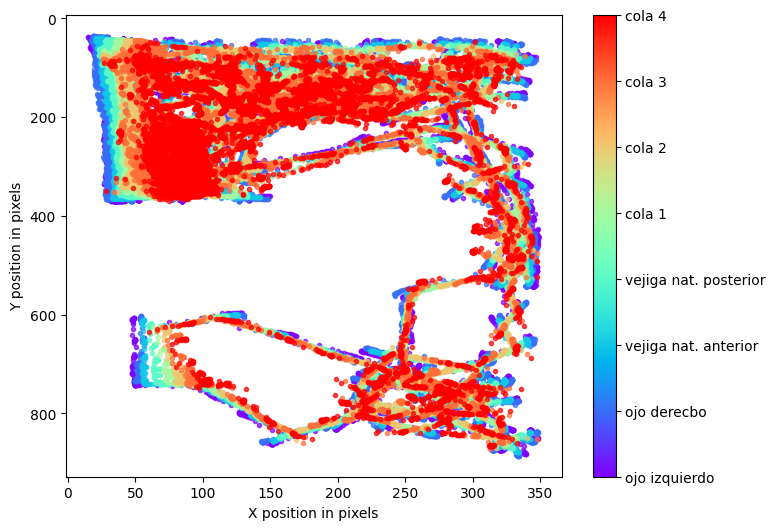 0
200
400
600
800
Y position in pixels
0
50
100
150
200
250
300
350
X position in pixels
cola 4
cola 3
cola 2
cola 1
vejiga nat. posterior
vejiga nat. anterior
ojo derecbo
ojo izquierdo